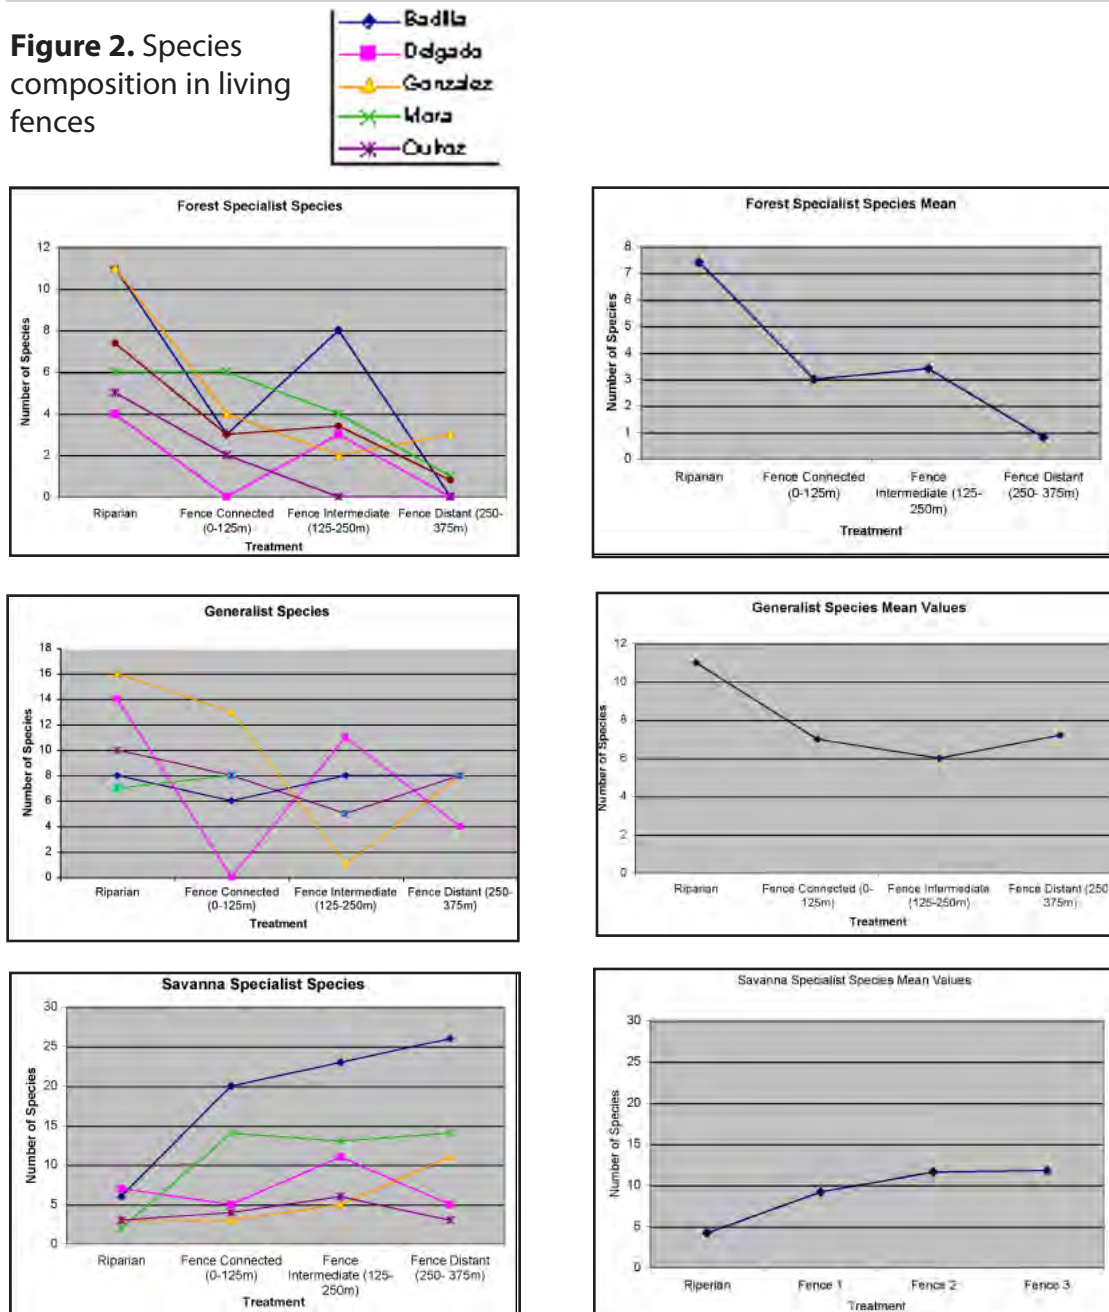 Figure 2. Species
composition in living
fences
Badilla
Delgado
Gonzalez
Mora
Forest Specialist Species
12
10
8
6
4
2
0
Number of Species
Riparian
Fence Connected
(0-125m)
Fence Intermediate
(125-250m)
Fence Distant (250-
375m)
Treatment
Forest Specialist Species Mean
8
7
6
5
4
3
2
1
0
Number of Species
Riparian
Fence Connected
(0-125m)
Fence
Intermediate (125-
250m)
Fence Distant
(250- 375m)
Treatment
Generalist Species
18
16
14
12
10
8
6
4
2
0
Number of Species
Riparian
Fence Connected
(0-125m)
Fence Intermediate
(125-250m)
Fence Distant (250-
375m)
Treatment
Generalist Species Mean Values
12
10
8
6
4
2
0
Number of Species
Riparian
Fence Connected (0-
125m)
Fence Intermediate
(125-250m)
Fence Distant (250-
375m)
Treatment
Savanna Specialist Species
30
25
20
15
10
5
0
Number of Species
Riparian
Fence Connected
(0-125m)
Fence
Intermediate (125-
250m)
Fence Distant
(250- 375m)
Treatment
Savanna Specialist Species Mean Values
30
25
20
15
10
5
0
Number of Species
Riperian
Fence 1
Fence 2
Fence 3
Treatment